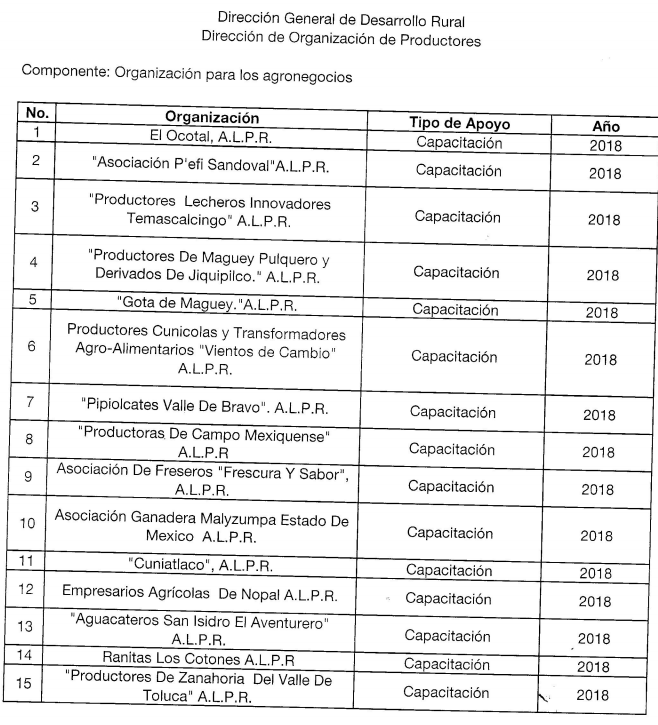 Dirección General de Desarrollo Rural
Dirección de Organización de Productores
Componente: Organización para los agronegocios
No. Organización Tipo de Apoyo Año
1 El Ocotal, A.L.P.R. Capacitación 2018
2 "Asociación P'efi Sandoval"A.L.P.R. Capacitación 2018
3 "Productores Lecheros Innovadores
Temascalcingo" A.L.P.R. Capacitación 2018
4 "Productores De Maguey Pulquero y
Derivados De Jiquipilco." A.L.P.R. Capacitación 2018
5 "Gota de Maguey."A.L.P.R. Capacitación 2018
6 Productores Cunicolas y Transformadores
Agro-Alimentarios "Vientos de Cambio"
A.L.P.R. Capacitación 2018
7 "Pipiolcates Valle De Bravo". A.L.P.R. Capacitación 2018
8 "Productoras De Campo Mexiquense"
A.L.P.R Capacitación 2018
9 Asociación De Freseros "Frescura Y Sabor",
A.L.P.R. Capacitación 2018
10 Asociación Ganadera Malyzumpa Estado De
Mexico A.L.P.R. Capacitación 2018
11 "Cuniatlaco", A.L.P.R. Capacitación 2018
12 Empresarios Agrícolas De Nopal A.L.P.R. Capacitación 2018
13 "Aguacateros San Isidro El Aventurero"
A.L.P.R. Capacitación 2018
14 Ranitas Los Cotones A.L.P.R Capacitación 2018
15 "Productores De Zanahoria Del Valle De
Toluca" A.L.P.R. Capacitación 2018